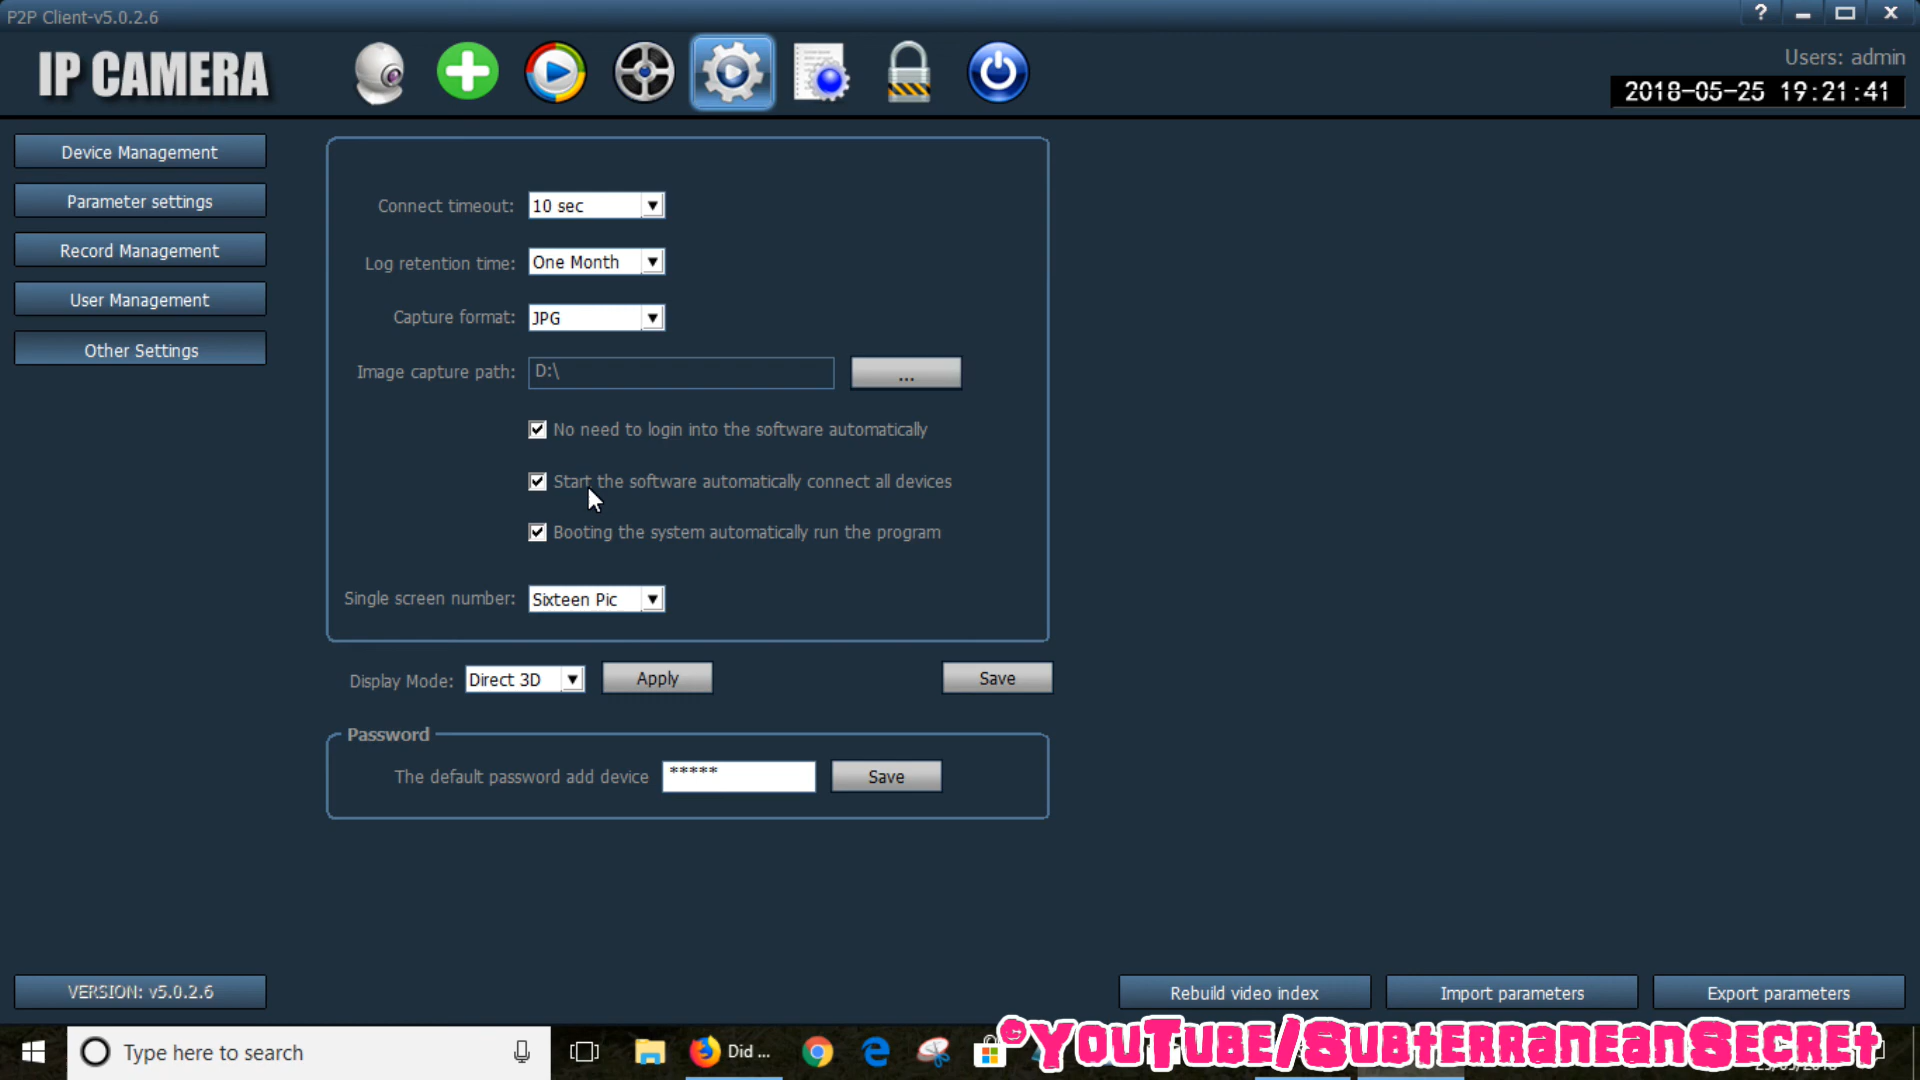 P2P Client-v5.0.2.6
?
IP CAMERA
Users: admin
2018-05-25 19:21:41
Device Management
Parameter settings
Record Management
User Management
Other Settings
Connect timeout: 10 sec
Log retention time: One Month
Capture format: JPG
Image capture path: D:\ ...
No need to login into the software automatically
Start the software automatically connect all devices
Booting the system automatically run the program
Single screen number: Sixteen Pic
Display Mode: Direct 3D Apply Save
Password
The default password add device ***** Save
VERSION: v5.0.2.6
Rebuild video index Import parameters Export parameters
©YouTube/SubterraneanSecret
Type here to search Did ...